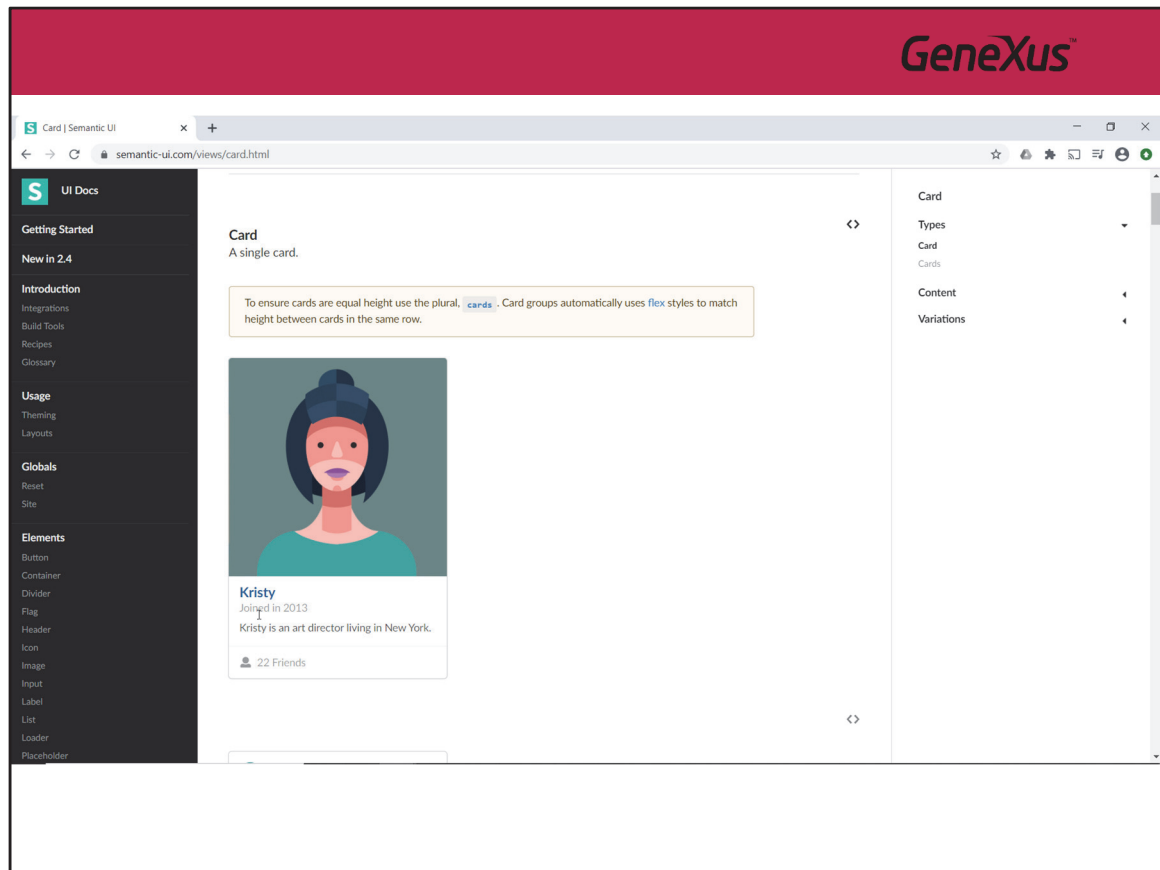 GeneXus™
Card | Semantic UI
semantic-ui.com/views/card.html
UI Docs
Getting Started
New in 2.4
Introduction
Integrations
Build Tools
Recipes
Glossary
Usage
Theming
Layouts
Globals
Reset
Site
Elements
Button
Container
Divider
Flag
Header
Icon
Image
Input
Label
List
Loader
Placeholder
Card
A single card.
To ensure cards are equal height use the plural, cards . Card groups automatically uses flex styles to match
height between cards in the same row.
Kristy
Joined in 2013
Kristy is an art director living in New York.
22 Friends
Card
Types
Card
Cards
Content
Variations